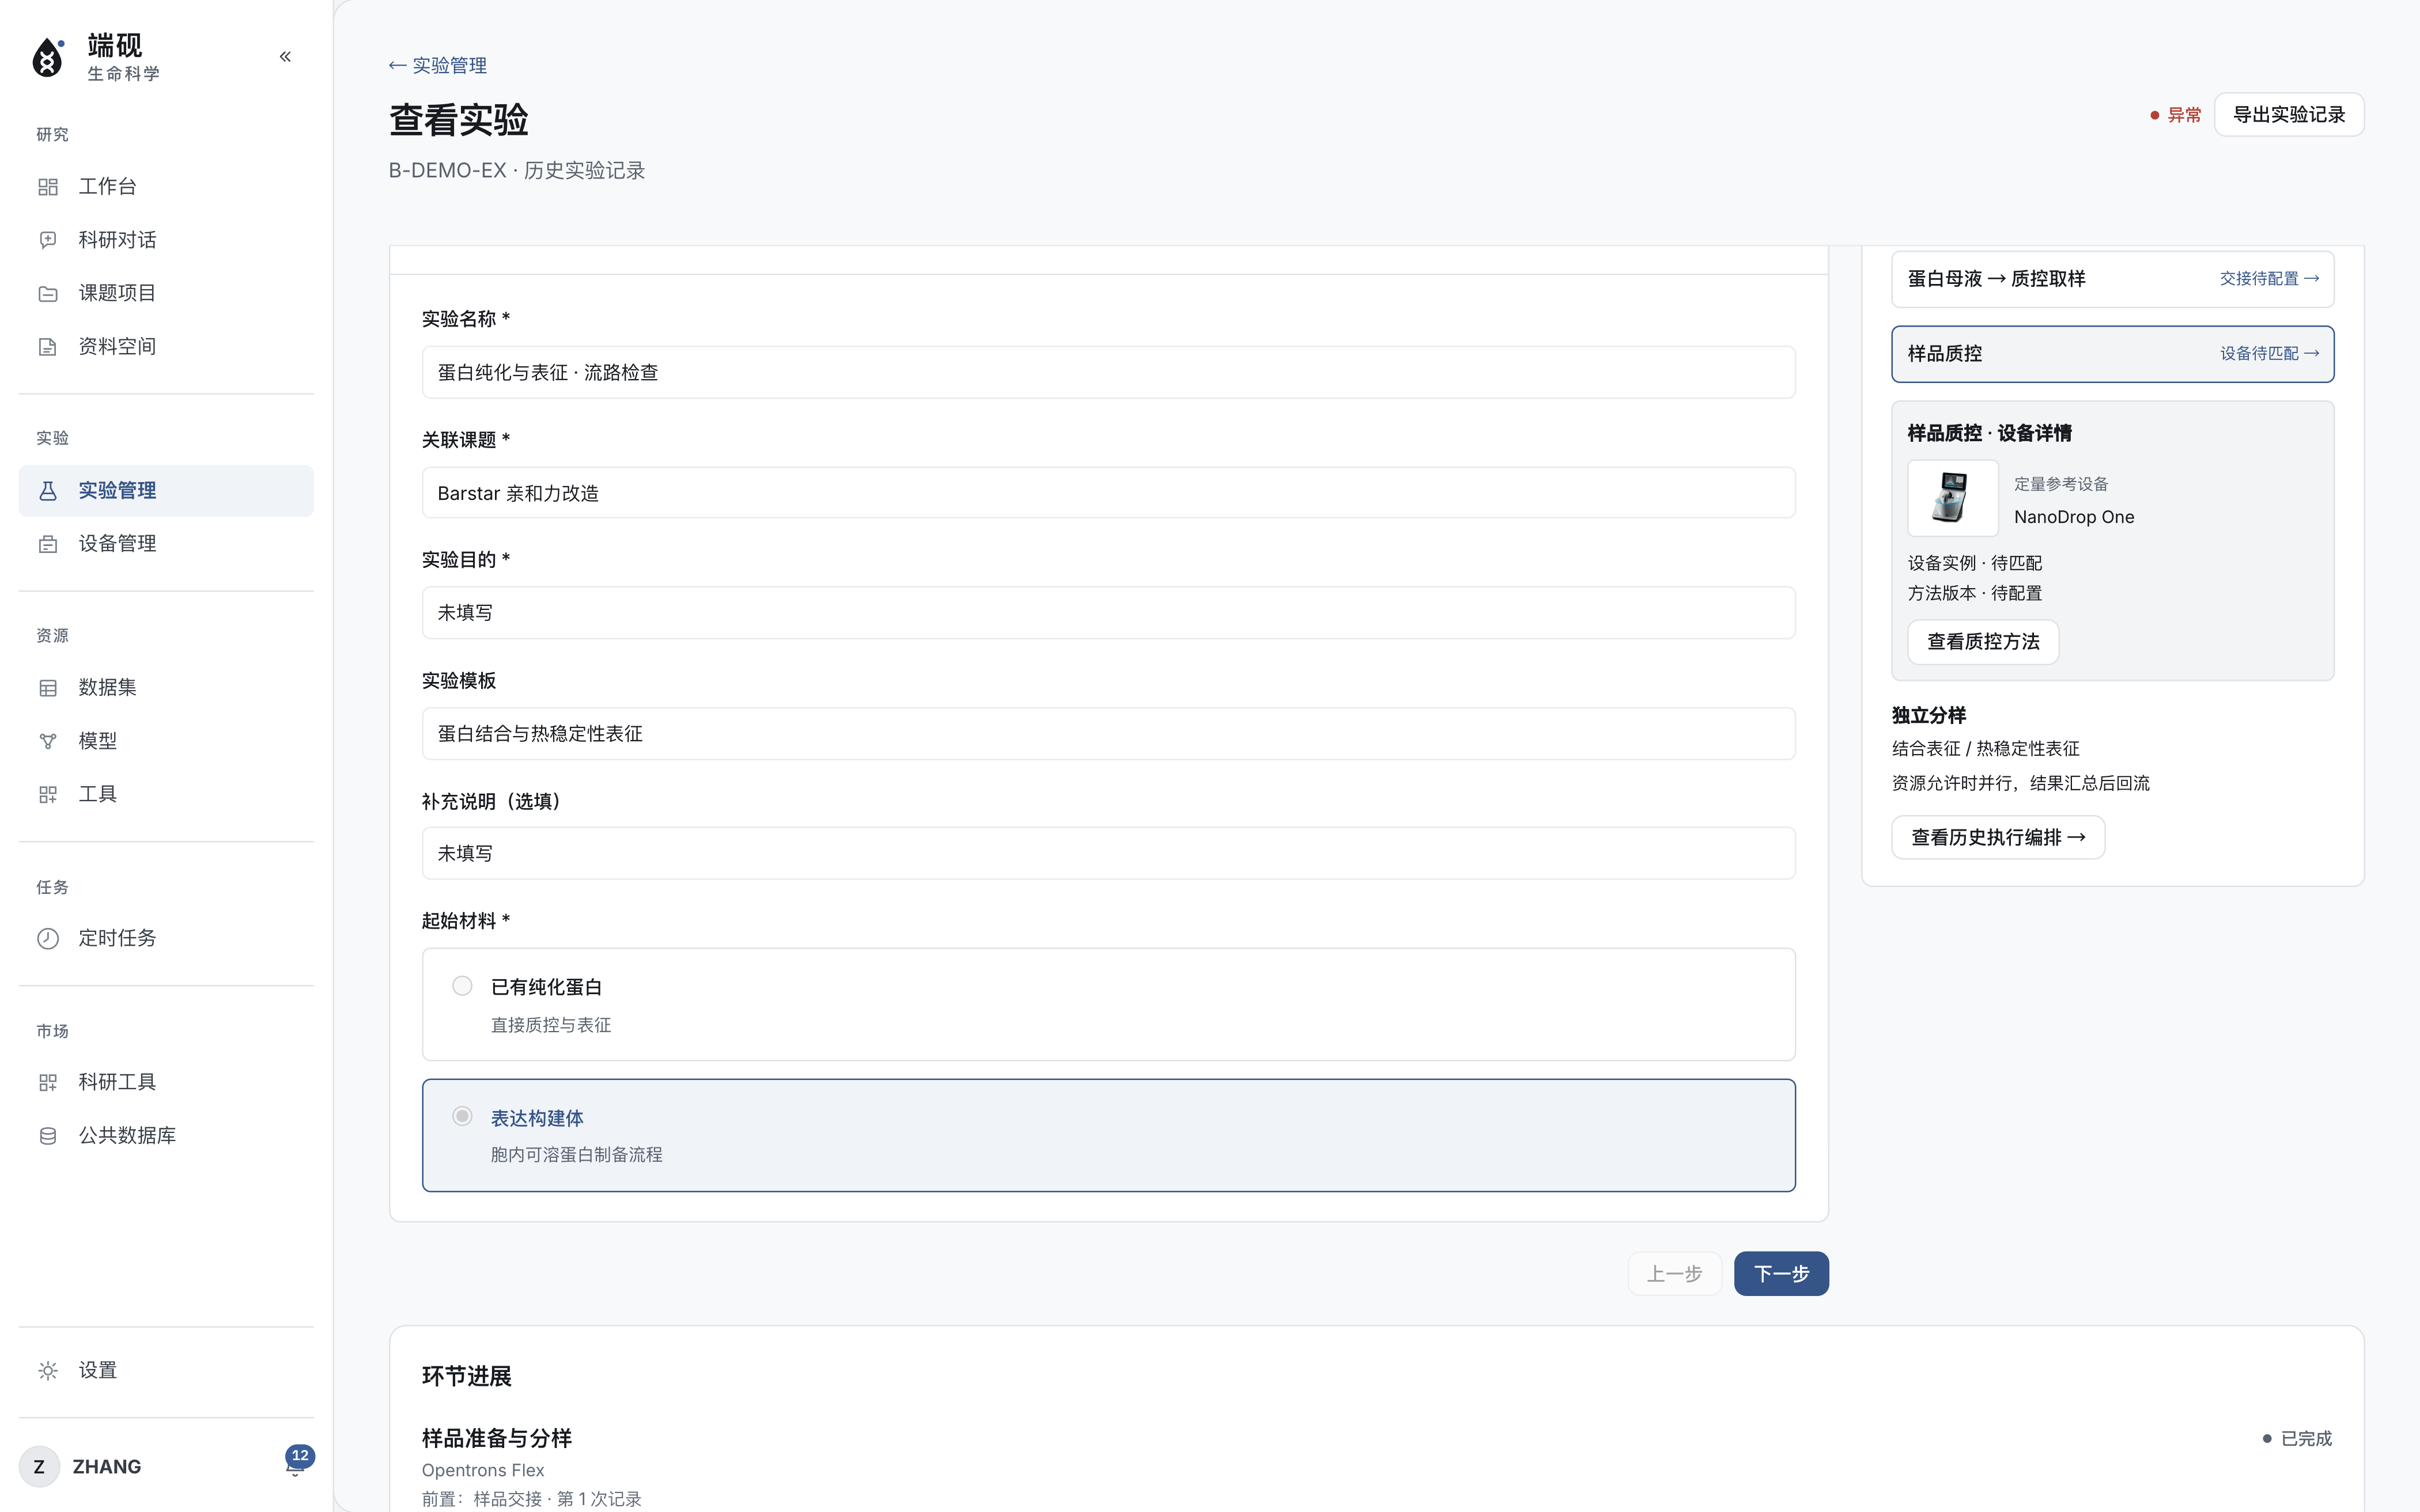 端砚
生命科学
«
研究
工作台
科研对话
课题项目
资料空间
实验
实验管理
设备管理
资源
数据集
模型
工具
任务
定时任务
市场
科研工具
公共数据库
设置
Z
ZHANG
12
← 实验管理
查看实验
B-DEMO-EX · 历史实验记录
异常
导出实验记录
实验名称 *
蛋白纯化与表征 · 流路检查
关联课题 *
Barstar 亲和力改造
实验目的 *
未填写
实验模板
蛋白结合与热稳定性表征
补充说明（选填）
未填写
起始材料 *
已有纯化蛋白
直接质控与表征
表达构建体
胞内可溶蛋白制备流程
上一步
下一步
蛋白母液 → 质控取样
交接待配置 →
样品质控
设备待匹配 →
样品质控 · 设备详情
定量参考设备
NanoDrop One
设备实例 · 待匹配
方法版本 · 待配置
查看质控方法
独立分样
结合表征 / 热稳定性表征
资源允许时并行，结果汇总后回流
查看历史执行编排 →
环节进展
样品准备与分样
已完成
Opentrons Flex
前置：样品交接 · 第 1 次记录